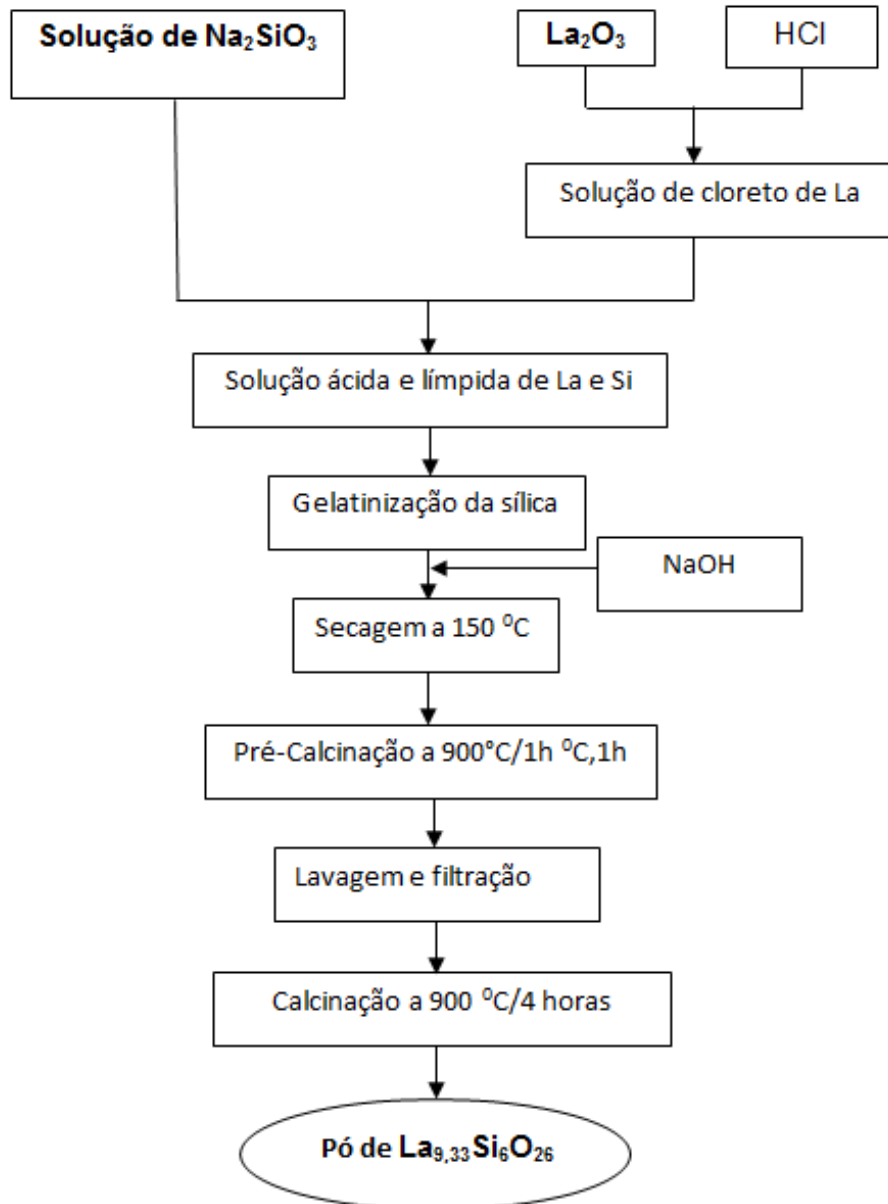 Solução de Na₂SiO₃
La₂O₃
HCl
Solução de cloreto de La
Solução ácida e límpida de La e Si
Gelatinização da sílica
NaOH
Secagem a 150 ⁰C
Pré-Calcinação a 900°C/1h ⁰C,1h
Lavagem e filtração
Calcinação a 900 ⁰C/4 horas
Pó de La₉,₃₃Si₆O₂₆